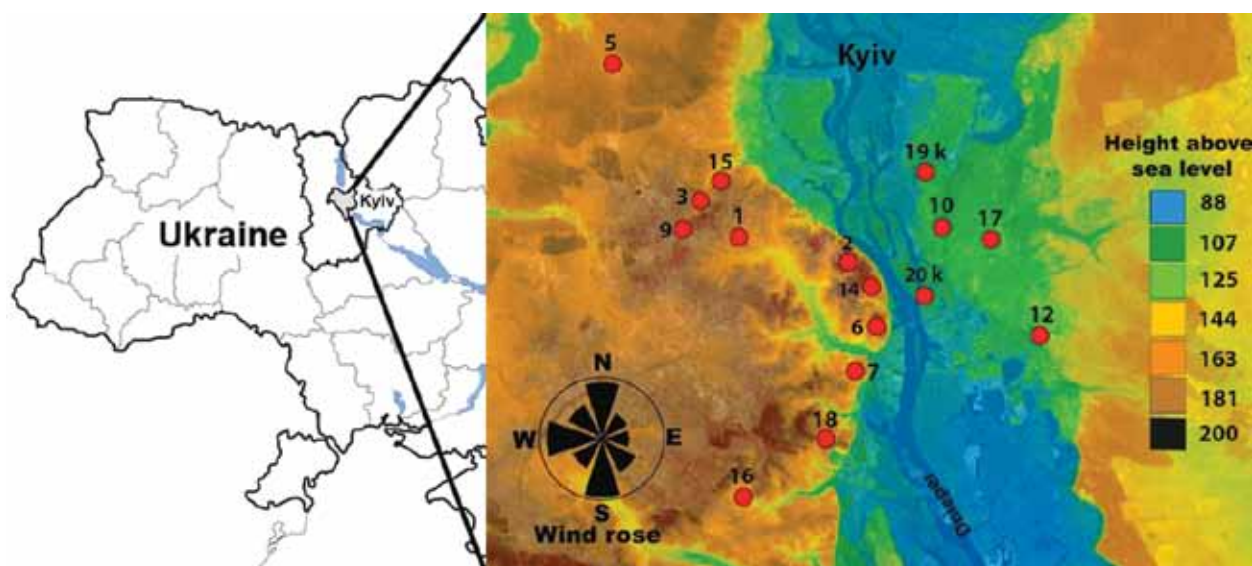 Ukraine
Kyiv
Kyiv
5
15
3
9
1
2
14
6
7
18
16
19 k
10
17
20 k
12
Dnieper
N
W
E
S
Wind rose
Height above
sea level
88
107
125
144
163
181
200